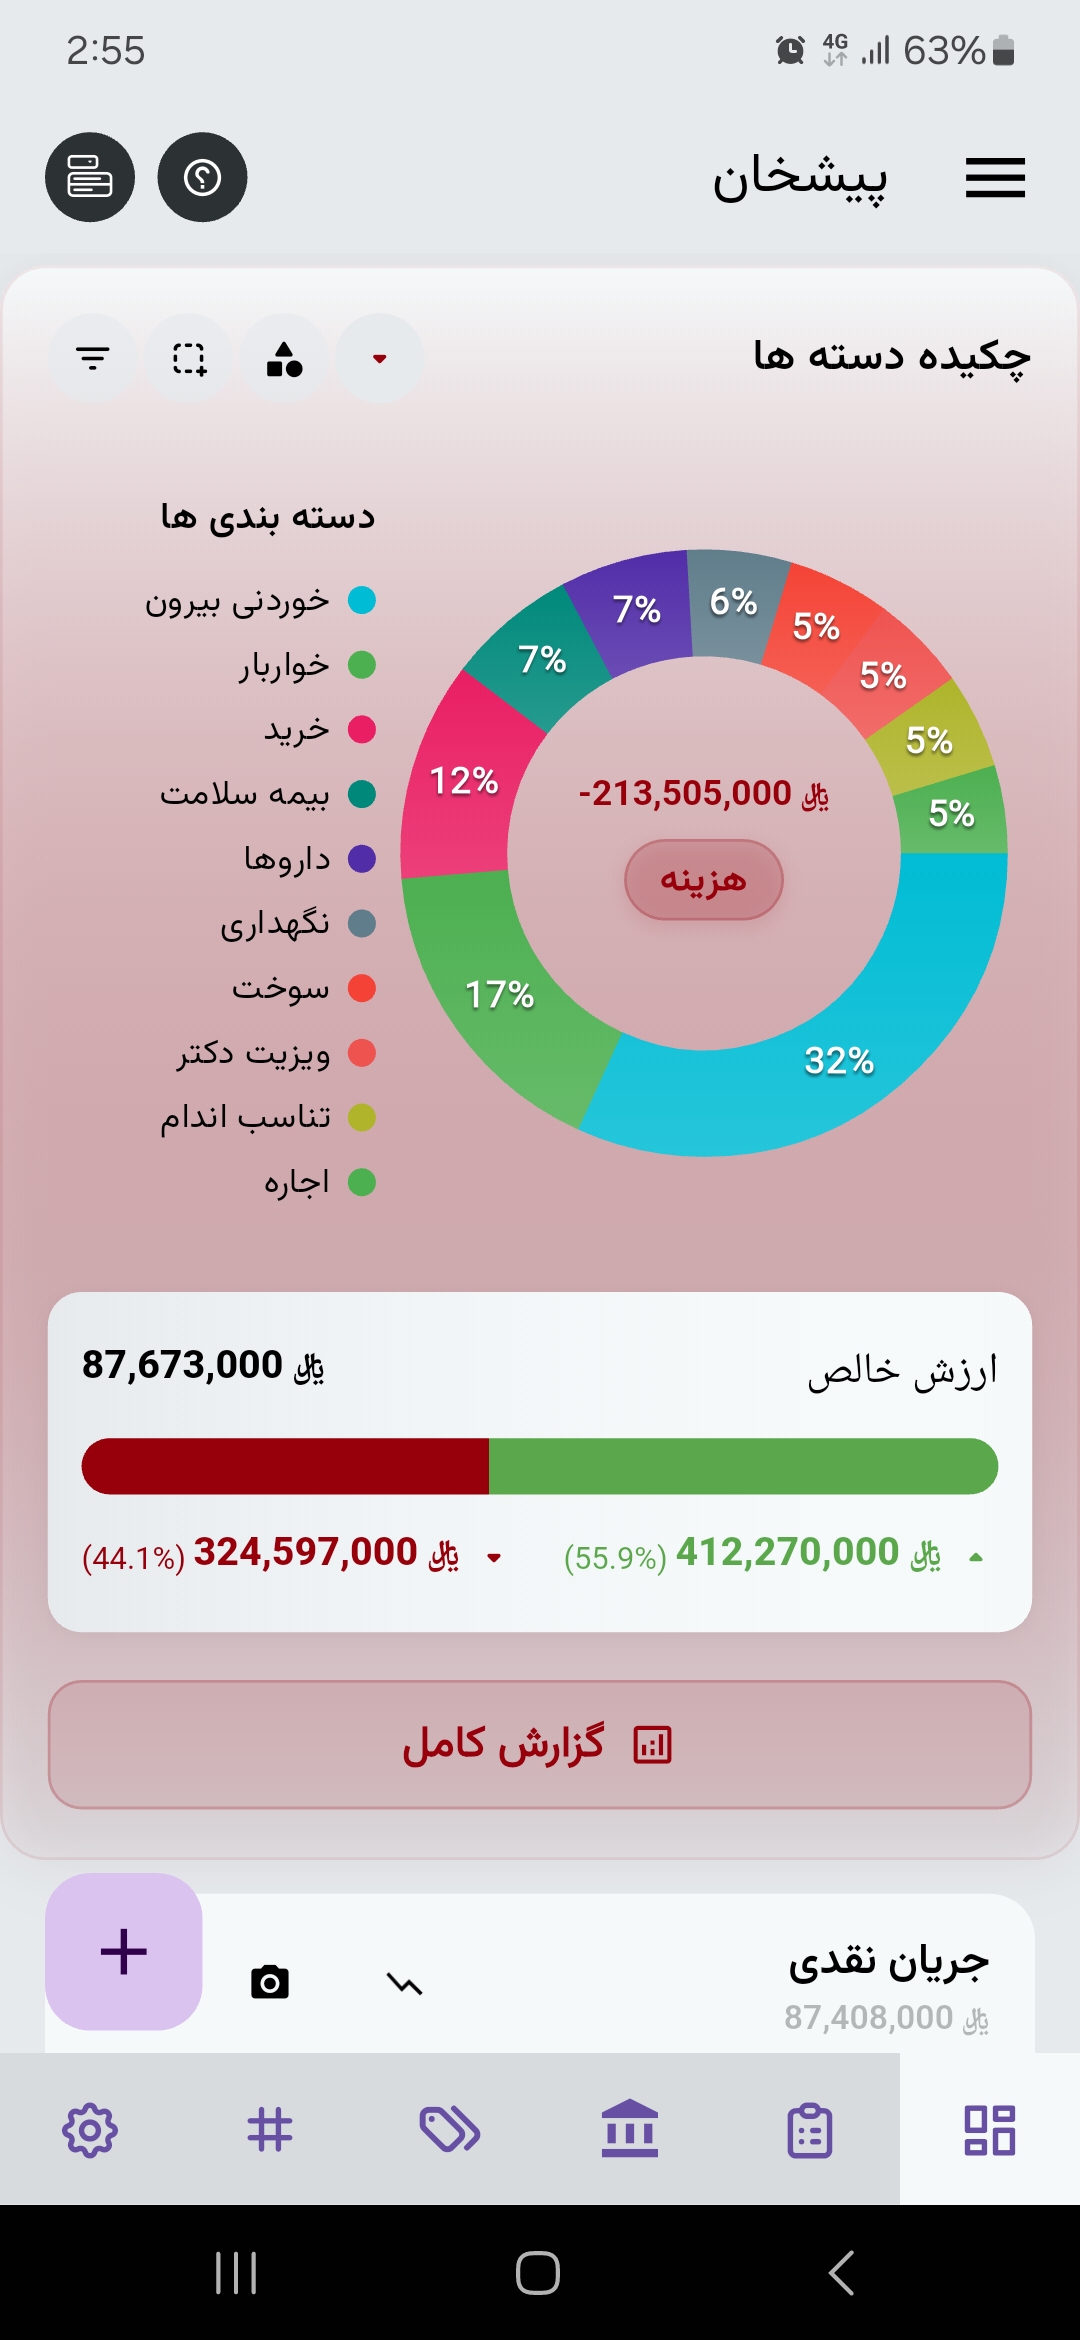 2:55
4G 63%
پیشخان
چکیده دسته ها
دسته بندی ها
خوردنی بیرون
خواربار
خرید
بیمه سلامت
داروها
نگهداری
سوخت
ویزیت دکتر
تناسب اندام
اجاره
7%
6%
5%
7%
5%
5%
12%
5%
17%
32%
-213,505,000 ﷼
هزینه
ارزش خالص
87,673,000 ﷼
412,270,000 ﷼ (55.9%)
324,597,000 ﷼ (44.1%)
گزارش کامل
جریان نقدی
87,408,000 ﷼